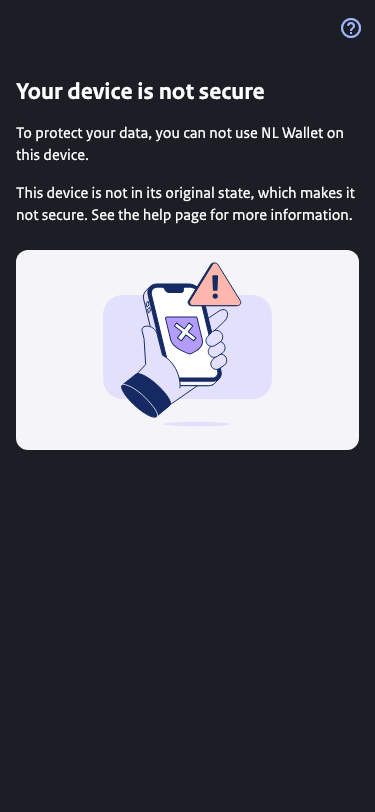 Your device is not secure
To protect your data, you can not use NL Wallet on
this device.
This device is not in its original state, which makes it
not secure. See the help page for more information.